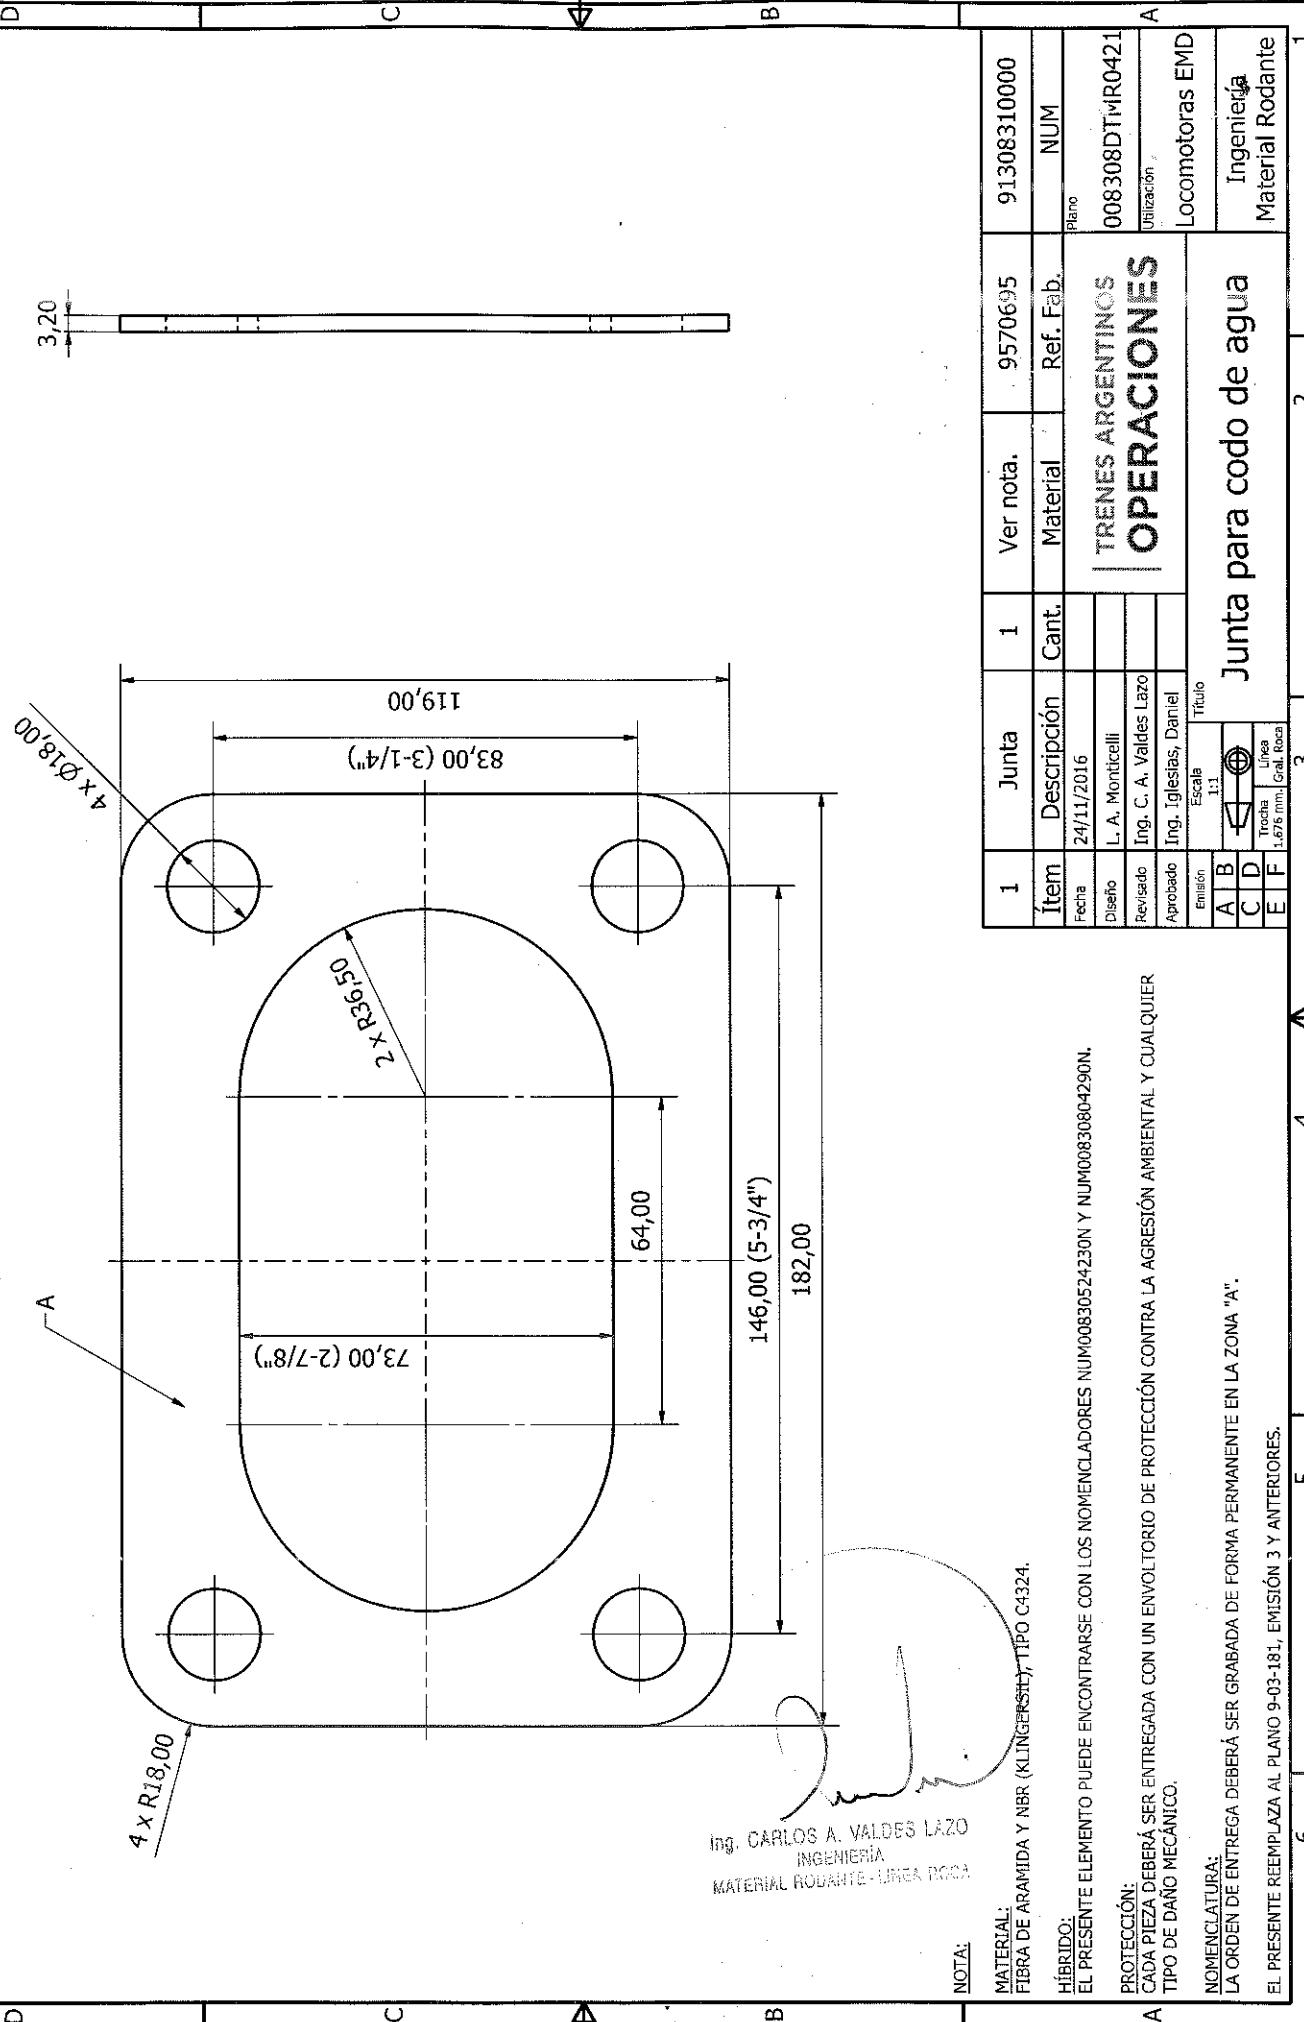 D
C
B
A
3,20
4 x Ø18,00
119,00
83,00 (3-1/4")
2 x R36,50
A
64,00
73,00 (2-7/8")
146,00 (5-3/4")
182,00
4 x R18,00
Ing. CARLOS A. VALDES LAZO
INGENIERÍA
MATERIAL RODANTE - LINEA ROCA
NOTA:
MATERIAL:
FIBRA DE ARAMIDA Y NBR (KLINGERSIL), TIPO C4324.
HÍBRIDO:
EL PRESENTE ELEMENTO PUEDE ENCONTRARSE CON LOS NOMENCLADORES NUM00830524230N Y NUM00830804290N.
PROTECCIÓN:
CADA PIEZA DEBERÁ SER ENTREGADA CON UN ENVOLTORIO DE PROTECCIÓN CONTRA LA AGRESIÓN AMBIENTAL Y CUALQUIER
TIPO DE DAÑO MECÁNICO.
NOMENCLATURA:
LA ORDEN DE ENTREGA DEBERÁ SER GRABADA DE FORMA PERMANENTE EN LA ZONA "A".
EL PRESENTE REEMPLAZA AL PLANO 9-03-181, EMISIÓN 3 Y ANTERIORES.
1 Junta 1 Ver nota. 9570695 91308310000
Ítem Descripción Cant. Material Ref. Fab. NUM
Fecha 24/11/2016
Diseño L. A. Monticelli
Revisado Ing. C. A. Valdes Lazo
Aprobado Ing. Iglesias, Daniel
TRENES ARGENTINOS
OPERACIONES
Plano
008308DTMR0421
Utilización
Locomotoras EMD
Emisión
A B
C D
E F
Escala
1:1
Trocha
1.676 mm.
Línea
Gral. Roca
Título
Junta para codo de agua
Ingeniería
Material Rodante
D
C
B
A
1
2
3
4
5
6